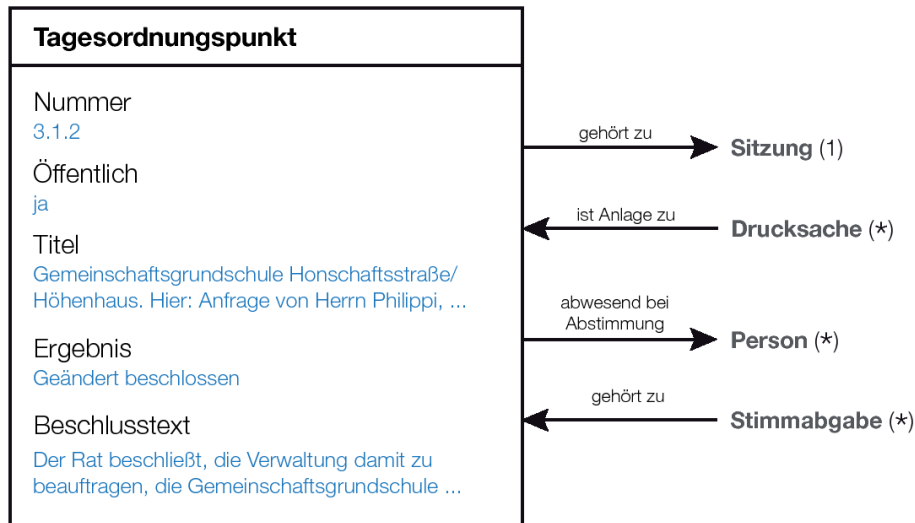 Tagesordnungspunkt
Nummer
3.1.2
Öffentlich
ja
Titel
Gemeinschaftsgrundschule Honschaftsstraße/
Höhenhaus. Hier: Anfrage von Herrn Philippi, ...
Ergebnis
Geändert beschlossen
Beschlusstext
Der Rat beschließt, die Verwaltung damit zu
beauftragen, die Gemeinschaftsgrundschule ...
gehört zu
Sitzung (1)
ist Anlage zu
Drucksache (*)
abwesend bei
Abstimmung
Person (*)
gehört zu
Stimmabgabe (*)